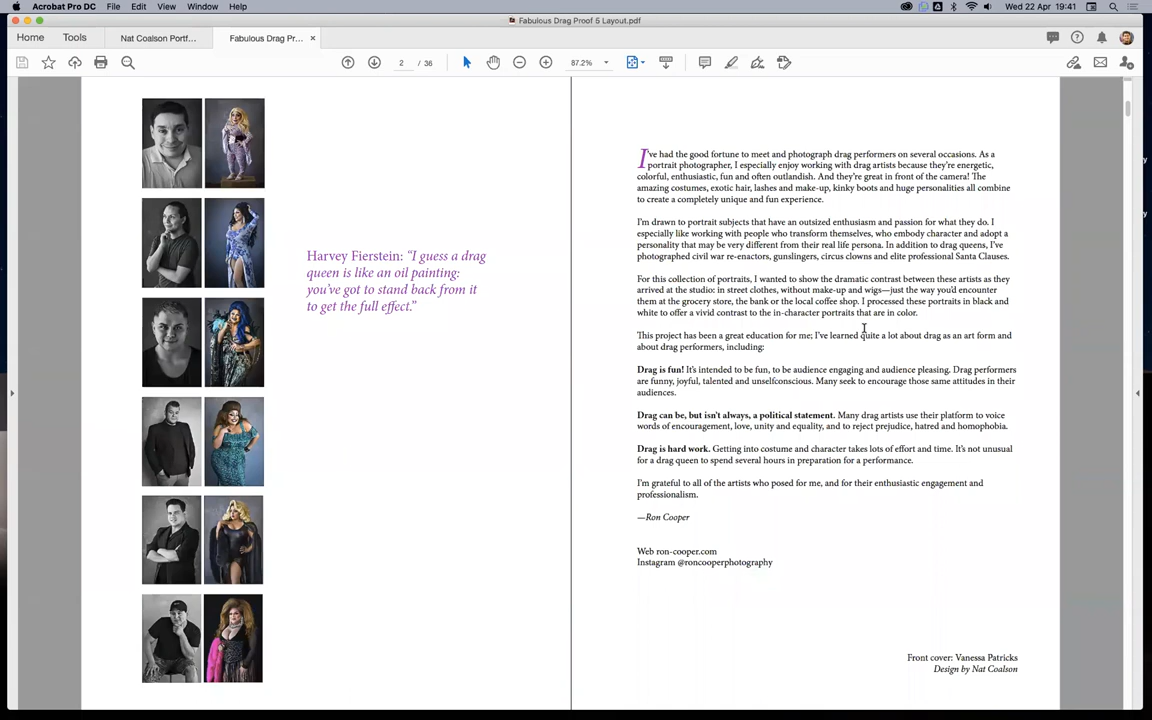 Acrobat Pro DC File Edit View Window Help Wed 22 Apr 19:41
Fabulous Drag Proof 5 Layout.pdf
Home Tools Nat Coalson Portf... Fabulous Drag Pr... ×
2 / 36 87.2%
Harvey Fierstein: “I guess a drag
queen is like an oil painting:
you’ve got to stand back from it
to get the full effect.”
I’ve had the good fortune to meet and photograph drag performers on several occasions. As a
portrait photographer, I especially enjoy working with drag artists because they’re energetic,
colorful, enthusiastic, fun and often outlandish. And they’re great in front of the camera! The
amazing costumes, exotic hair, lashes and make-up, kinky boots and huge personalities all combine
to create a completely unique and fun experience.
I’m drawn to portrait subjects that have an outsized enthusiasm and passion for what they do. I
especially like working with people who transform themselves, who embody character and adopt a
personality that may be very different from their real life persona. In addition to drag queens, I’ve
photographed civil war re-enactors, gunslingers, circus clowns and elite professional Santa Clauses.
For this collection of portraits, I wanted to show the dramatic contrast between these artists as they
arrived at the studio: in street clothes, without make-up and wigs—just the way you’d encounter
them at the grocery store, the bank or the local coffee shop. I processed these portraits in black and
white to offer a vivid contrast to the in-character portraits that are in color.
This project has been a great education for me; I’ve learned quite a lot about drag as an art form and
about drag performers, including:
Drag is fun! It’s intended to be fun, to be audience engaging and audience pleasing. Drag performers
are funny, joyful, talented and unselfconscious. Many seek to encourage those same attitudes in their
audiences.
Drag can be, but isn’t always, a political statement. Many drag artists use their platform to voice
words of encouragement, love, unity and equality, and to reject prejudice, hatred and homophobia.
Drag is hard work. Getting into costume and character takes lots of effort and time. It’s not unusual
for a drag queen to spend several hours in preparation for a performance.
I’m grateful to all of the artists who posed for me, and for their enthusiastic engagement and
professionalism.
—Ron Cooper
Web ron-cooper.com
Instagram @roncooperphotography
Front cover: Vanessa Patricks
Design by Nat Coalson